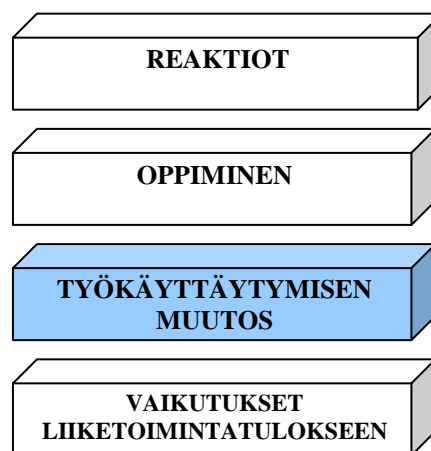 REAKTIOT
OPPIMINEN
TYÖKÄYTTÄYTYMISEN
MUUTOS
VAIKUTUKSET
LIIKETOIMINTATULOKSEEN